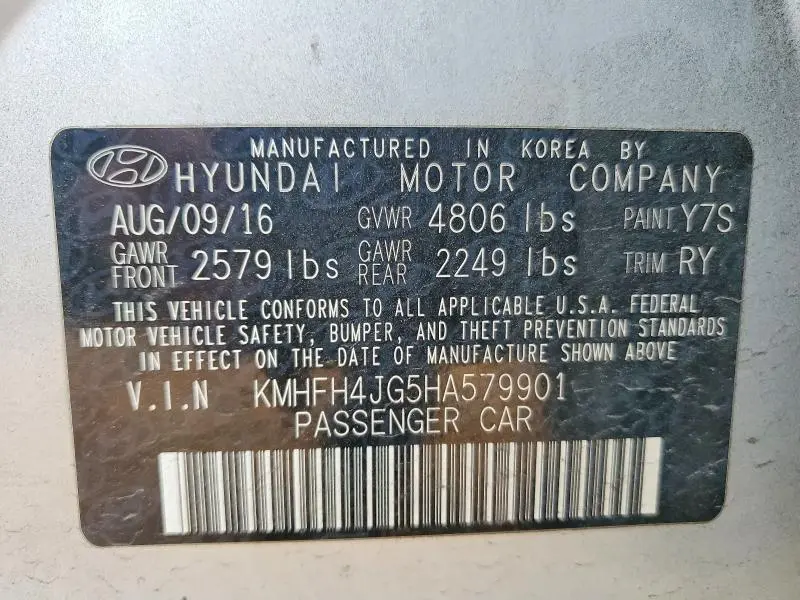 MANUFACTURED IN KOREA BY
HYUNDAI MOTOR COMPANY
AUG/09/16 GVWR 4806 lbs PAINT Y7S
GAWR FRONT 2579 lbs GAWR REAR 2249 lbs TRIM RY
THIS VEHICLE CONFORMS TO ALL APPLICABLE U.S.A. FEDERAL
MOTOR VEHICLE SAFETY, BUMPER, AND THEFT PREVENTION STANDARDS
IN EFFECT ON THE DATE OF MANUFACTURE SHOWN ABOVE
V.I.N KMHFH4JG5HA579901
PASSENGER CAR